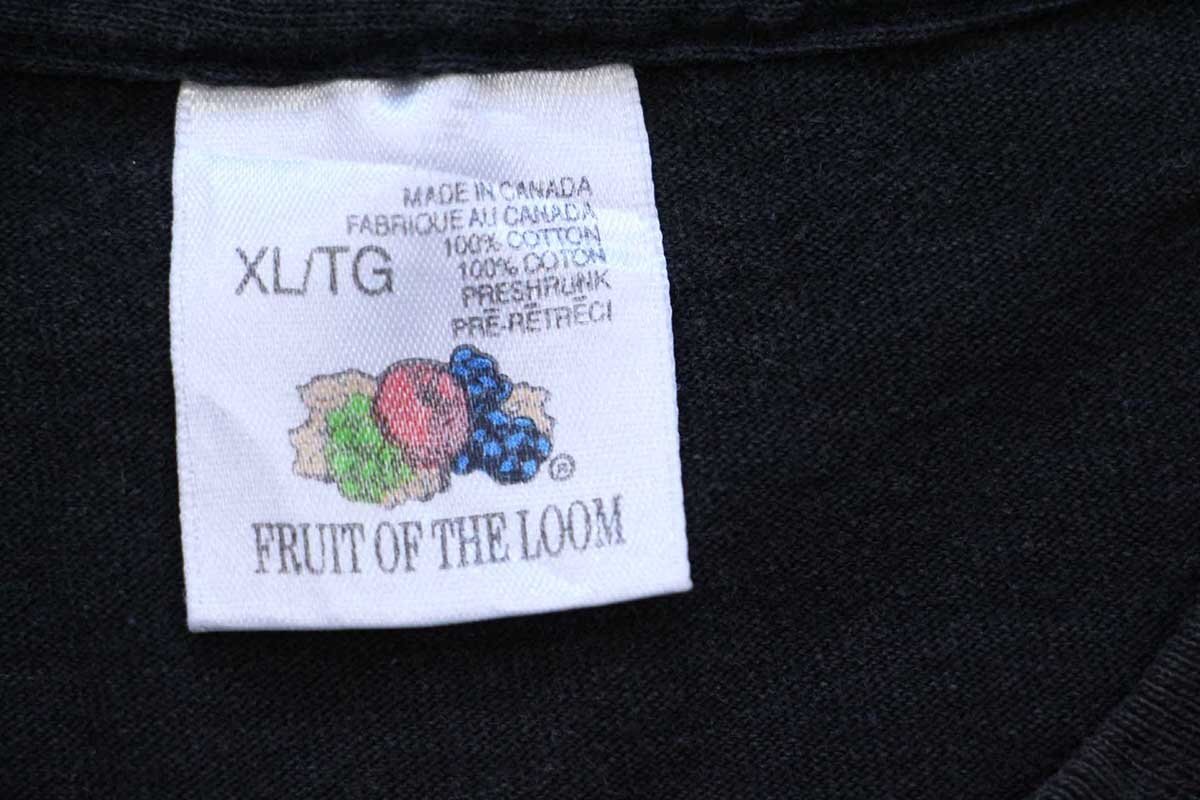 MADE IN CANADA
FABRIQUE AU CANADA
100% COTTON
100% COTON
XL/TG
PRESHRUNK
PRÉ-RÉTRÉCI
®
FRUIT OF THE LOOM